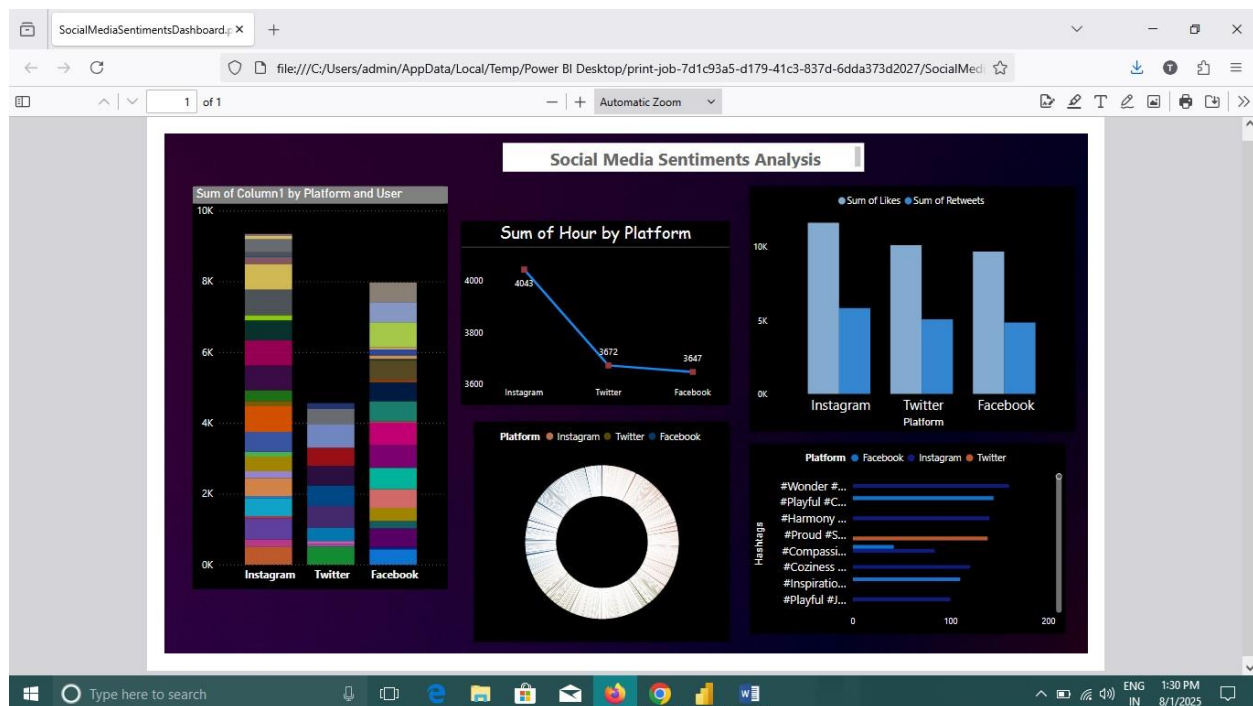 SocialMediaSentimentsDashboard.p
file:///C:/Users/admin/AppData/Local/Temp/Power BI Desktop/print-job-7d1c93a5-d179-41c3-837d-6dda373d2027/SocialMedi
1 of 1
Automatic Zoom
Social Media Sentiments Analysis
Sum of Column1 by Platform and User
10K
8K
6K
4K
2K
0K
Instagram Twitter Facebook
Sum of Hour by Platform
4000
3800
3600
4043
3672
3647
Instagram Twitter Facebook
Platform Instagram Twitter Facebook
Sum of Likes Sum of Retweets
10K
5K
0K
Instagram Twitter Facebook
Platform
Platform Facebook Instagram Twitter
Hashtags
#Wonder #...
#Playful #C...
#Harmony ...
#Proud #S...
#Compassi...
#Coziness ...
#Inspiratio...
#Playful #J...
0 100 200
Type here to search
ENG
IN
1:30 PM
8/1/2025